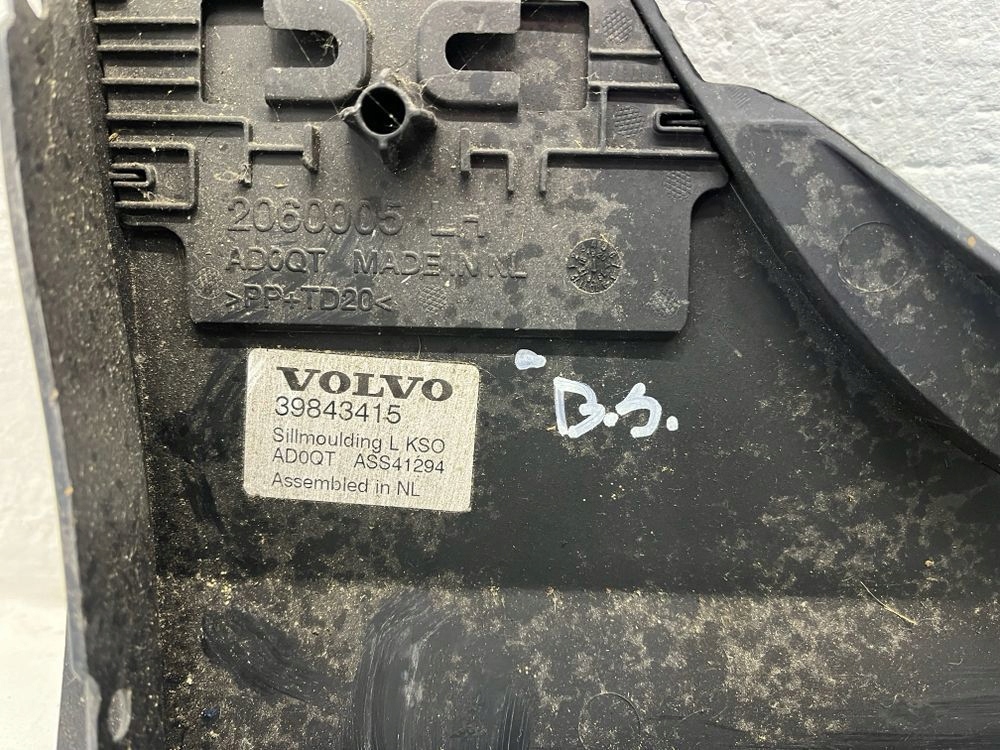 2060005 LH
AD0QT MADE IN NL
>PP+TD20<
VOLVO
39843415
Sillmoulding L KSO
AD0QT ASS41294
Assembled in NL
B.S.